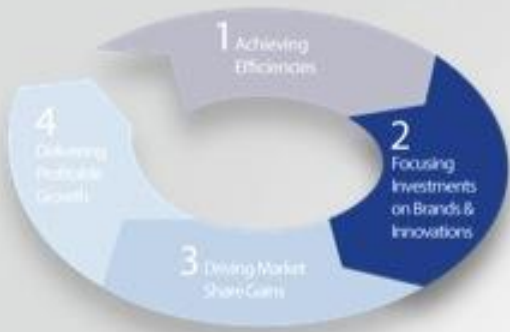 1 Achieving
Efficiencies
2
Focusing
Investments
on Brands &
Innovations
3 Driving Market
Share Gains
4
Delivering
Profitable
Growth